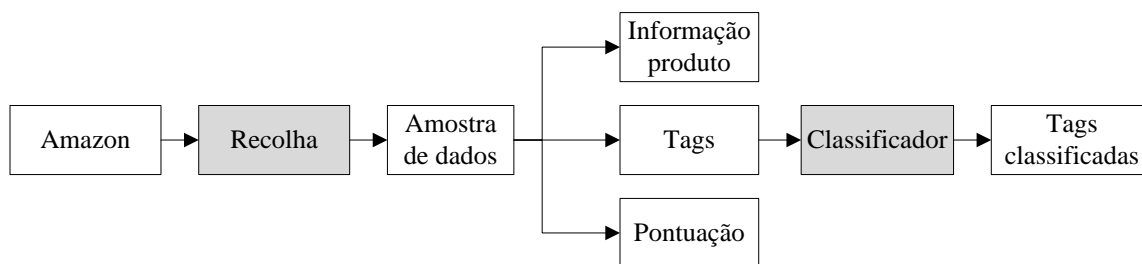 Informação
produto
Amazon
Recolha
Amostra
de dados
Tags
Classificador
Tags
classificadas
Pontuação